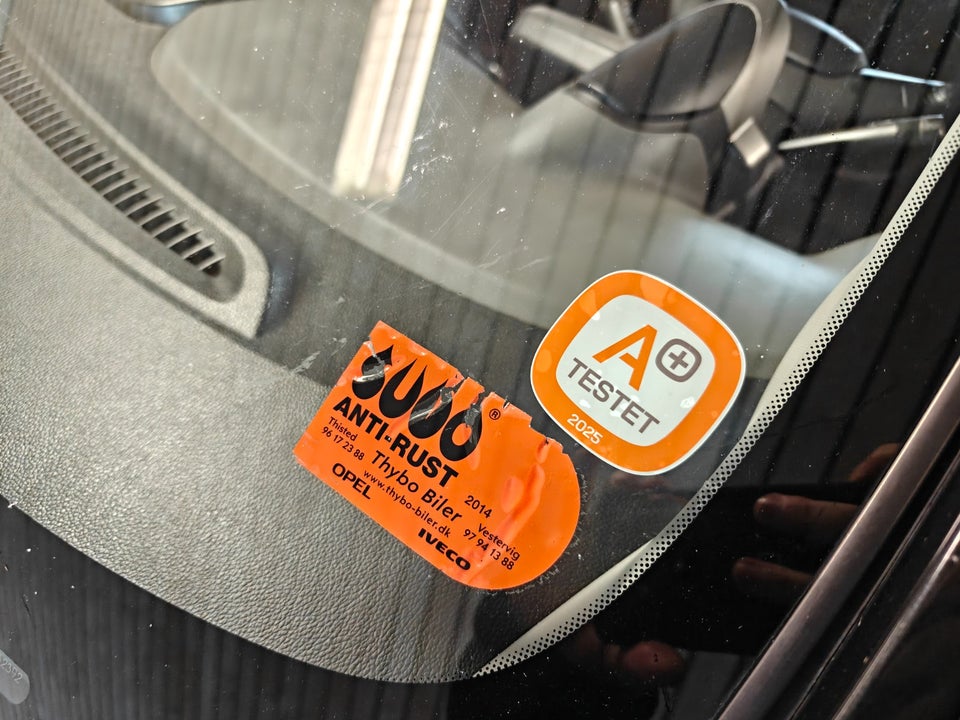 SUVO®
ANTI-RUST
Thisted
96 17 23 88
Thybo Biler
2014
Vestervig
97 94 13 88
www.thybo-biler.dk
OPEL
IVECO
A+
TESTET
2025